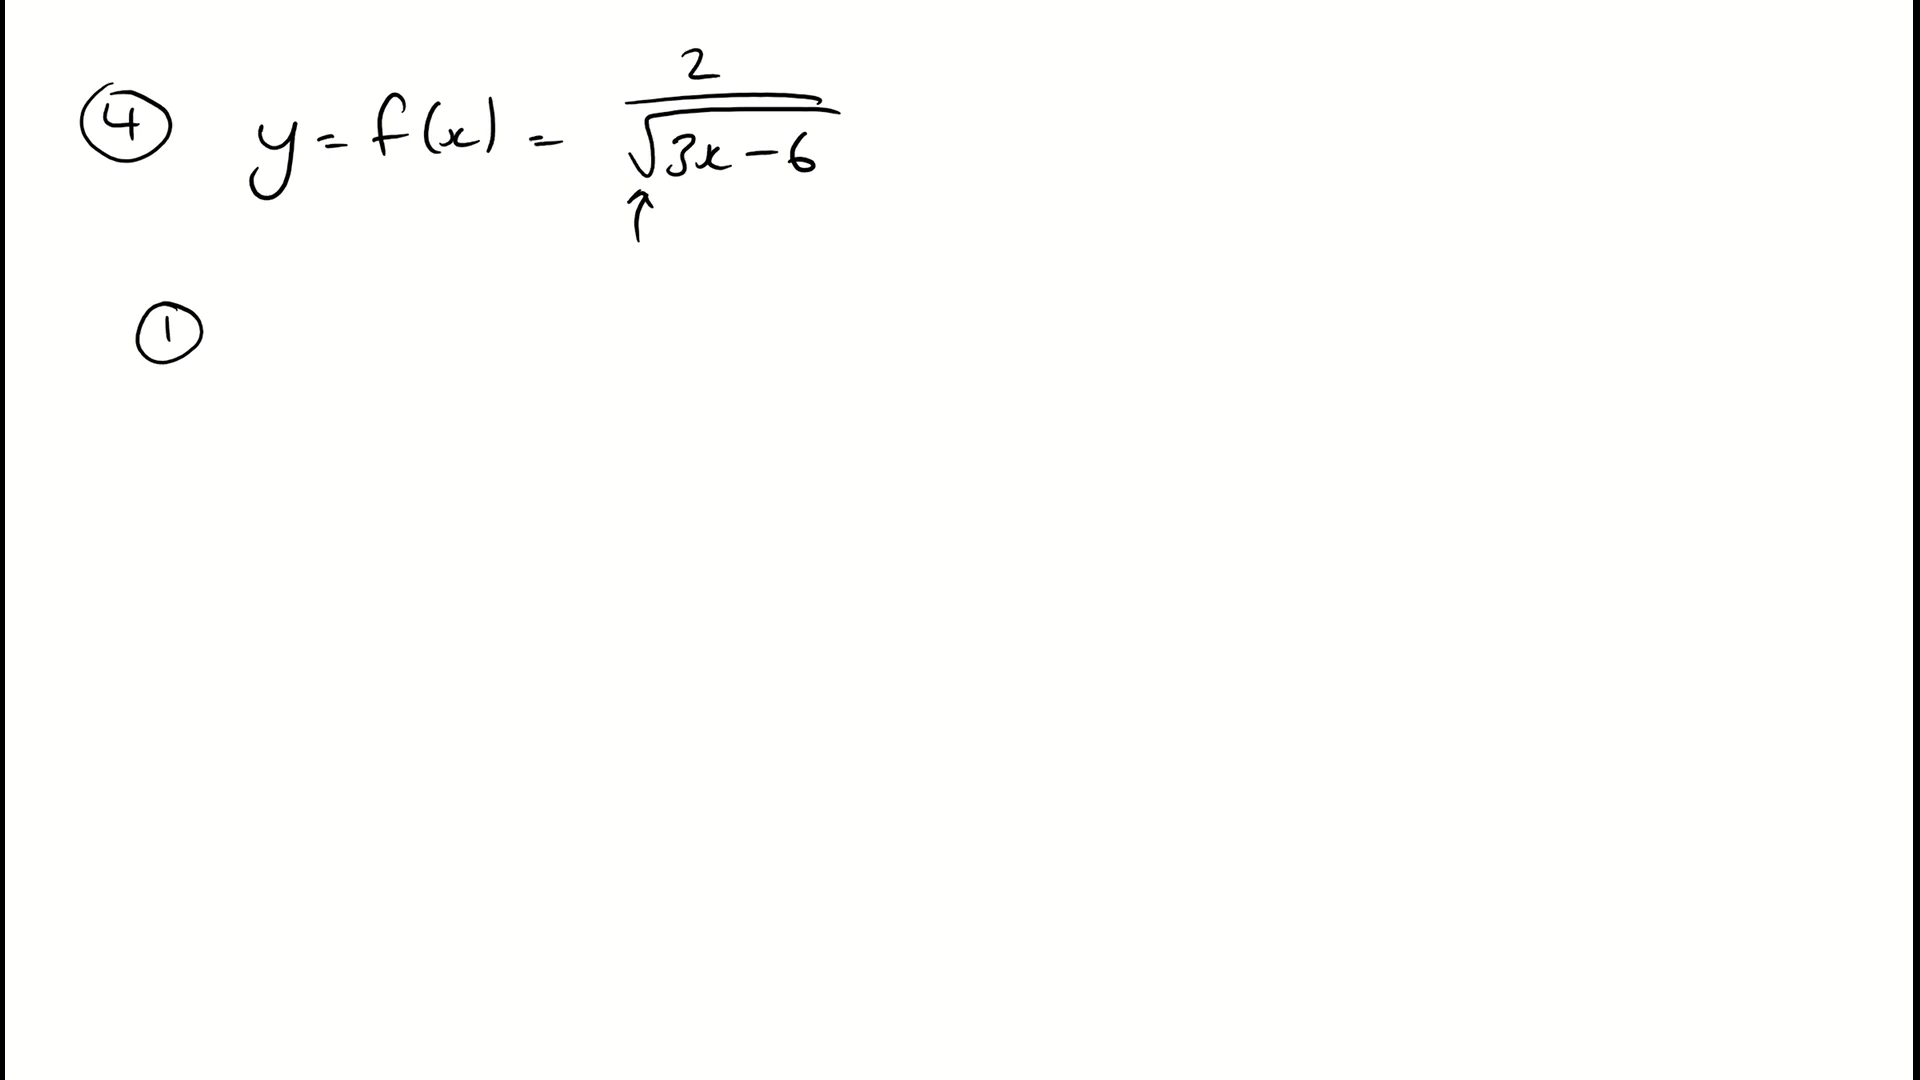 ④ y = f(x) = 2/√(3x - 6)
↑
①